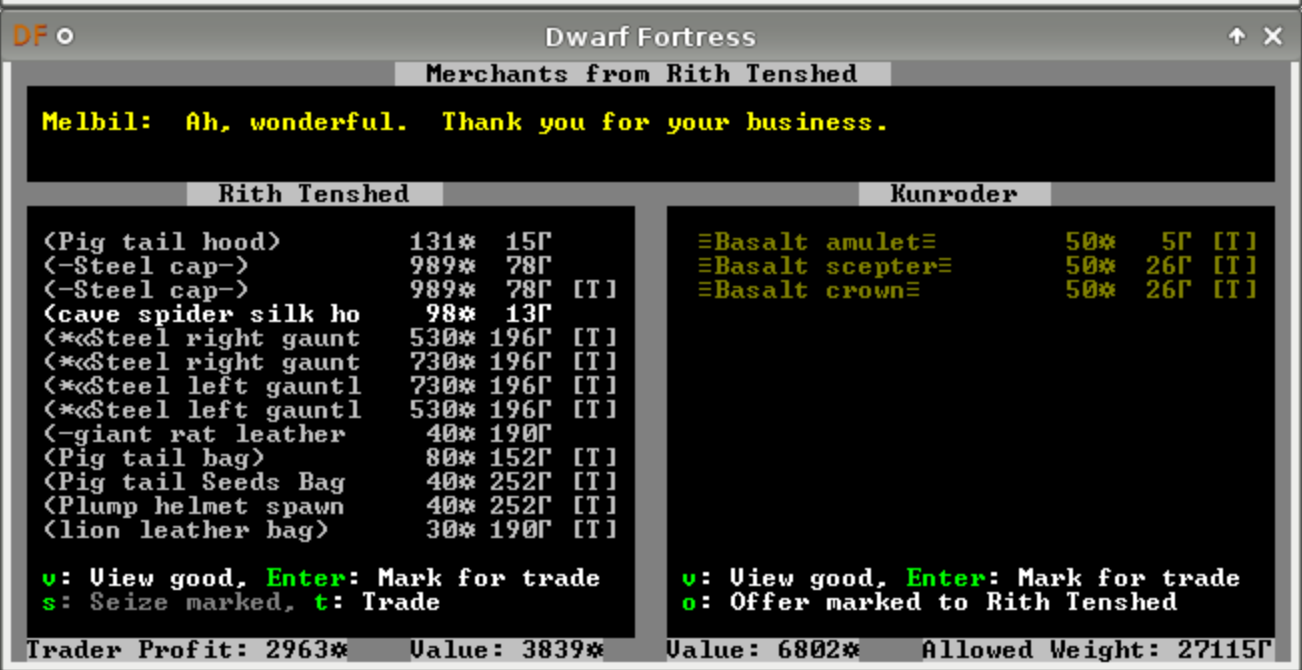 DF Dwarf Fortress
Merchants from Rith Tenshed
Melbil: Ah, wonderful. Thank you for your business.
Rith Tenshed
(Pig tail hood) 131☼ 15Γ
(-Steel cap-) 989☼ 78Γ
(-Steel cap-) 989☼ 78Γ [T]
(cave spider silk ho 98☼ 13Γ
(*«Steel right gaunt 530☼ 196Γ [T]
(*«Steel right gaunt 730☼ 196Γ [T]
(*«Steel left gauntl 730☼ 196Γ [T]
(*«Steel left gauntl 530☼ 196Γ [T]
(-giant rat leather 40☼ 190Γ
(Pig tail bag) 80☼ 152Γ [T]
(Pig tail Seeds Bag 40☼ 252Γ [T]
(Plump helmet spawn 40☼ 252Γ [T]
(lion leather bag) 30☼ 190Γ [T]
v: View good, Enter: Mark for trade
s: Seize marked, t: Trade
Trader Profit: 2963☼ Value: 3839☼
Kunroder
≡Basalt amulet≡ 50☼ 5Γ [T]
≡Basalt scepter≡ 50☼ 26Γ [T]
≡Basalt crown≡ 50☼ 26Γ [T]
v: View good, Enter: Mark for trade
o: Offer marked to Rith Tenshed
Value: 6802☼ Allowed Weight: 27115Γ